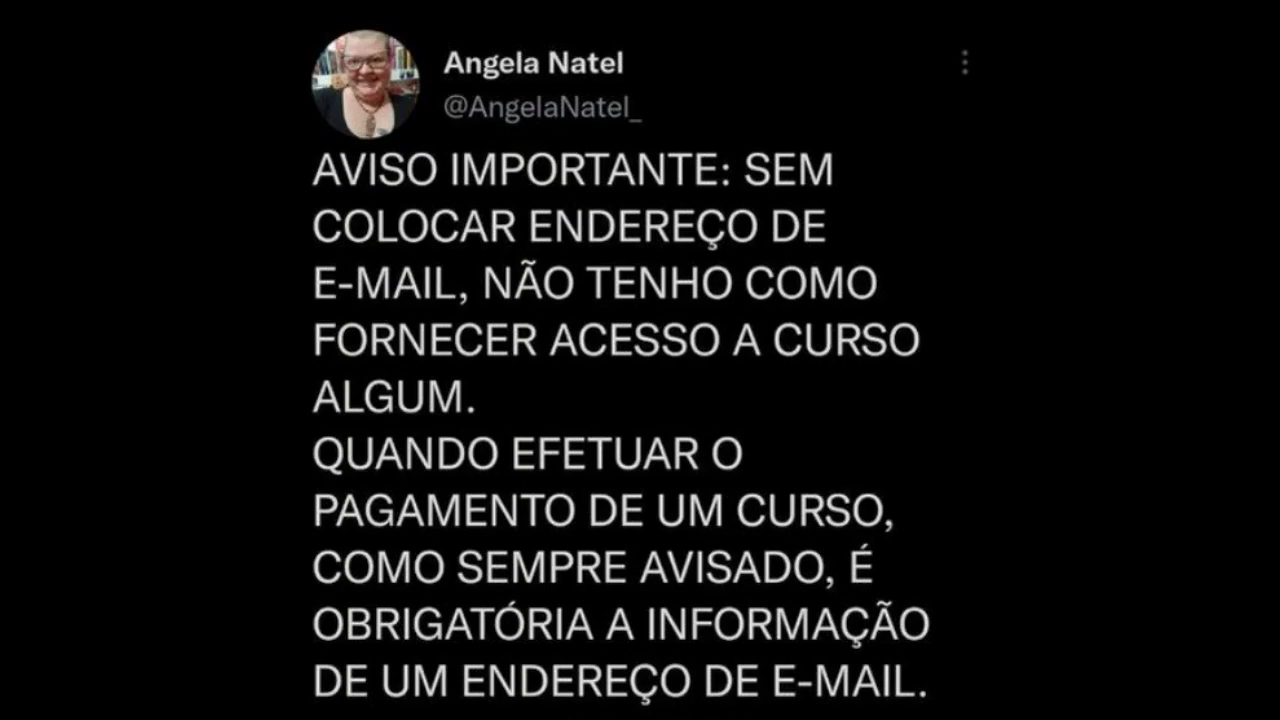 Angela Natel
@AngelaNatel_
AVISO IMPORTANTE: SEM
COLOCAR ENDEREÇO DE
E-MAIL, NÃO TENHO COMO
FORNECER ACESSO A CURSO
ALGUM.
QUANDO EFETUAR O
PAGAMENTO DE UM CURSO,
COMO SEMPRE AVISADO, É
OBRIGATÓRIA A INFORMAÇÃO
DE UM ENDEREÇO DE E-MAIL.